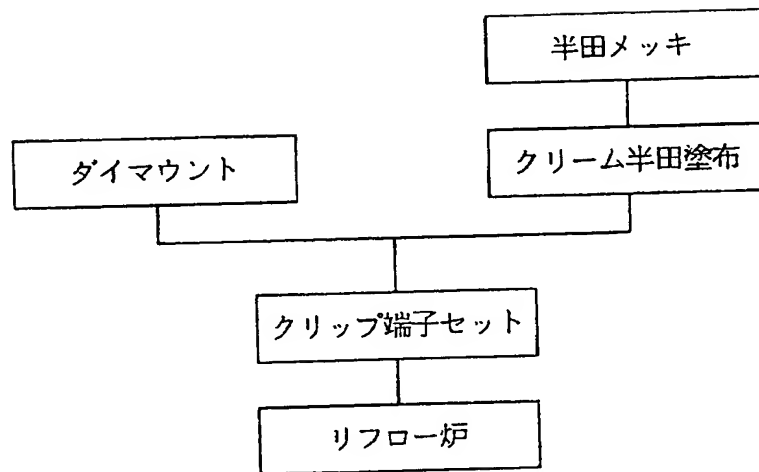 半田メッキ
ダイマウント
クリーム半田塗布
クリップ端子セット
リフロー炉